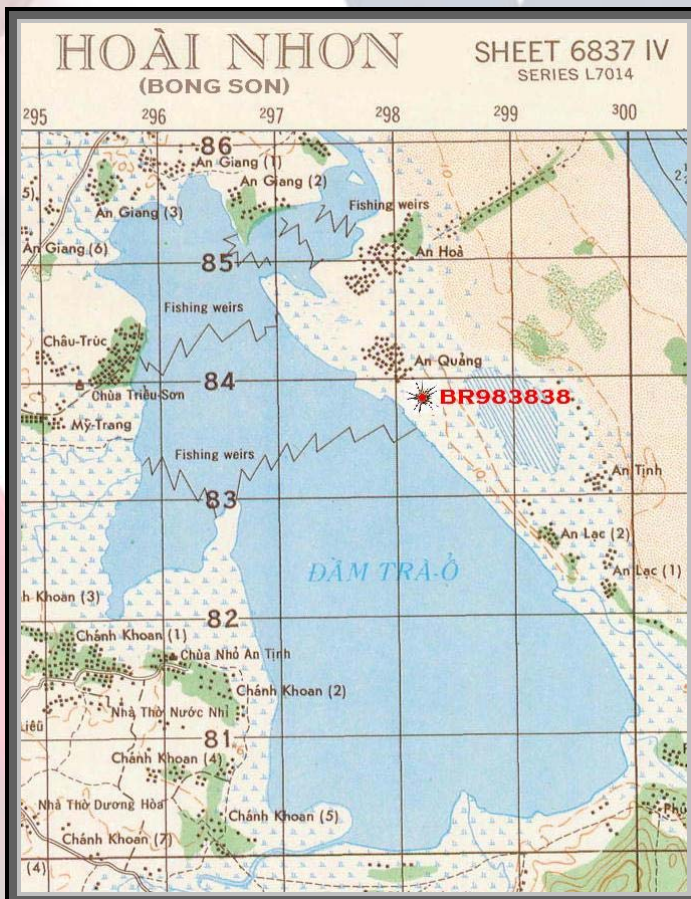 HOÀI NHƠN
(BONG SON)
SHEET 6837 IV
SERIES L7014
295 296 297 298 299 300
86
An Giang (1)
An Giang (2)
An Giang (3)
Fishing weirs
An Giang (6)
An Hoà
85
Fishing weirs
Châu-Trúc
An Quảng
84
Chùa Triều-Sơn
BR983838
Mỹ-Trang
Fishing weirs
An Tịnh
83
An Lạc (2)
ĐẦM TRÀ-Ổ
An Lạc (1)
h Khoan (3)
82
Chánh Khoan (1)
Chùa Nhỏ An Tịnh
Chánh Khoan (2)
Nhà Thờ Nước Nhỉ
iễu
81
Chánh Khoan (4)
Nhà Thờ Dương Hòa
Chánh Khoan (5)
Phú
Chánh Khoan (7)
(4)